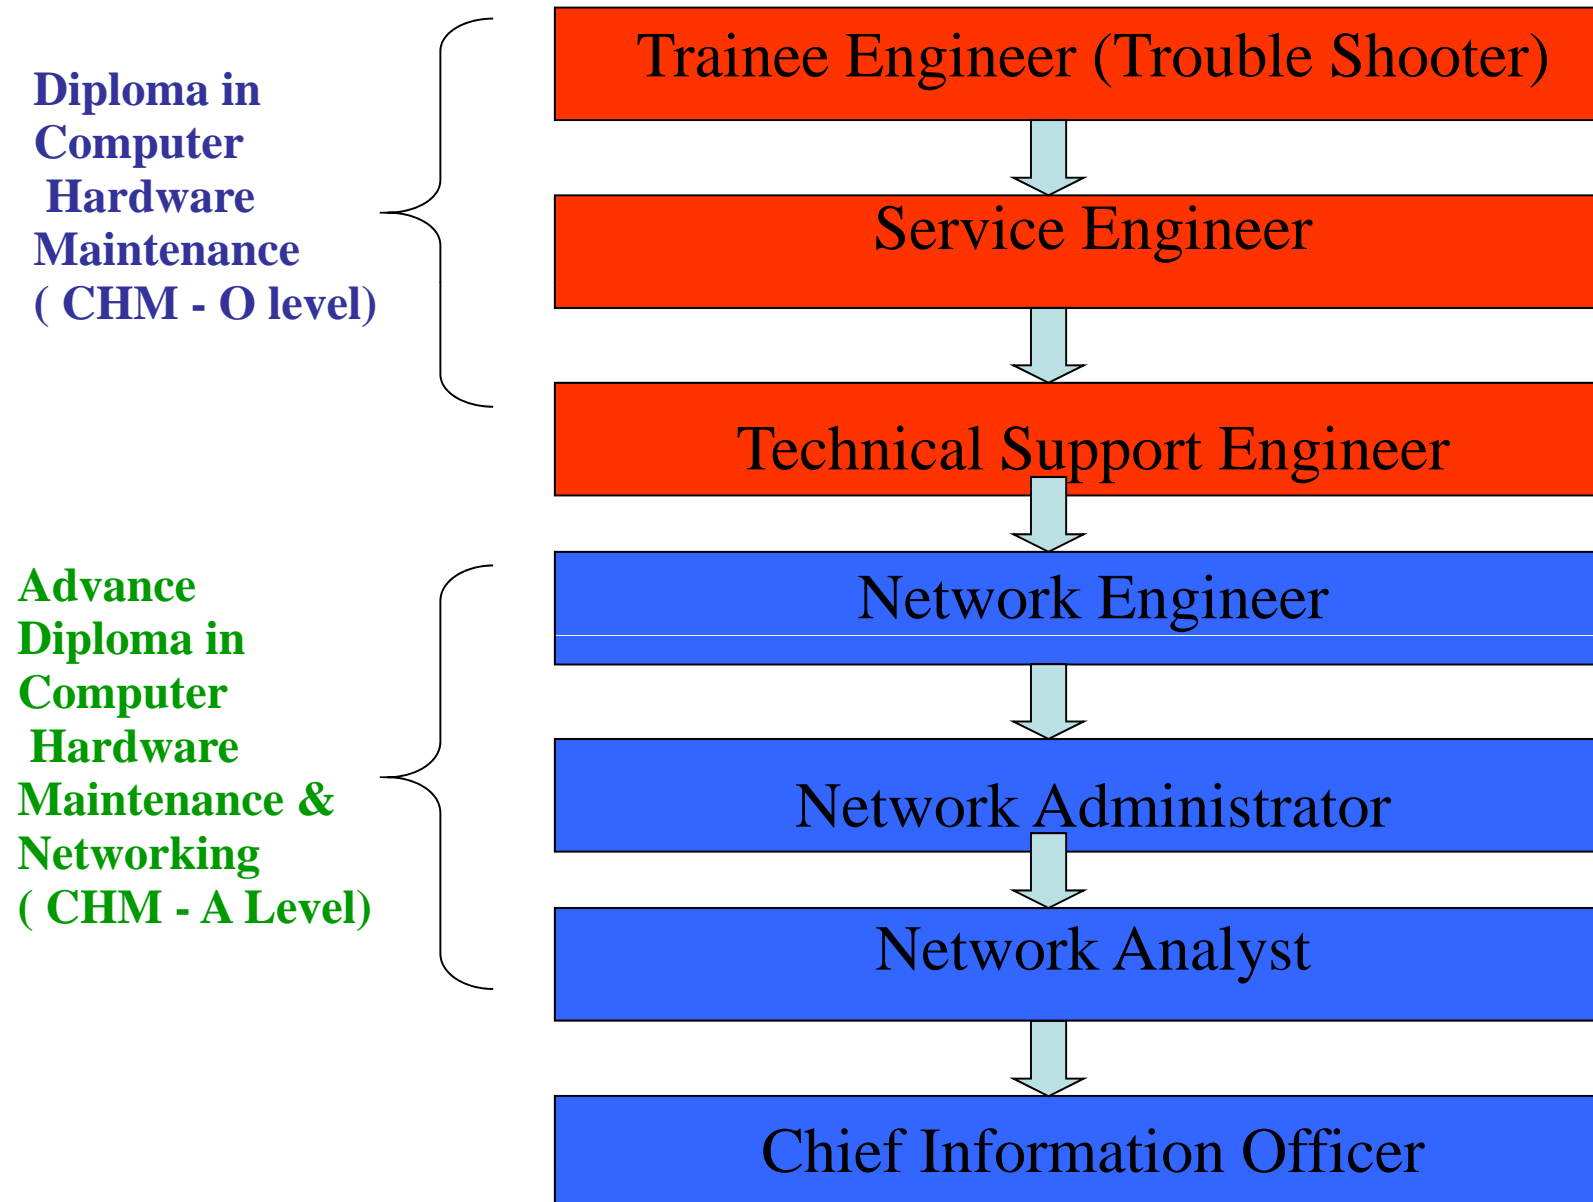 Diploma in
Computer
Hardware
Maintenance
( CHM - O level)
Trainee Engineer (Trouble Shooter)
Service Engineer
Technical Support Engineer
Advance
Diploma in
Computer
Hardware
Maintenance &
Networking
( CHM - A Level)
Network Engineer
Network Administrator
Network Analyst
Chief Information Officer